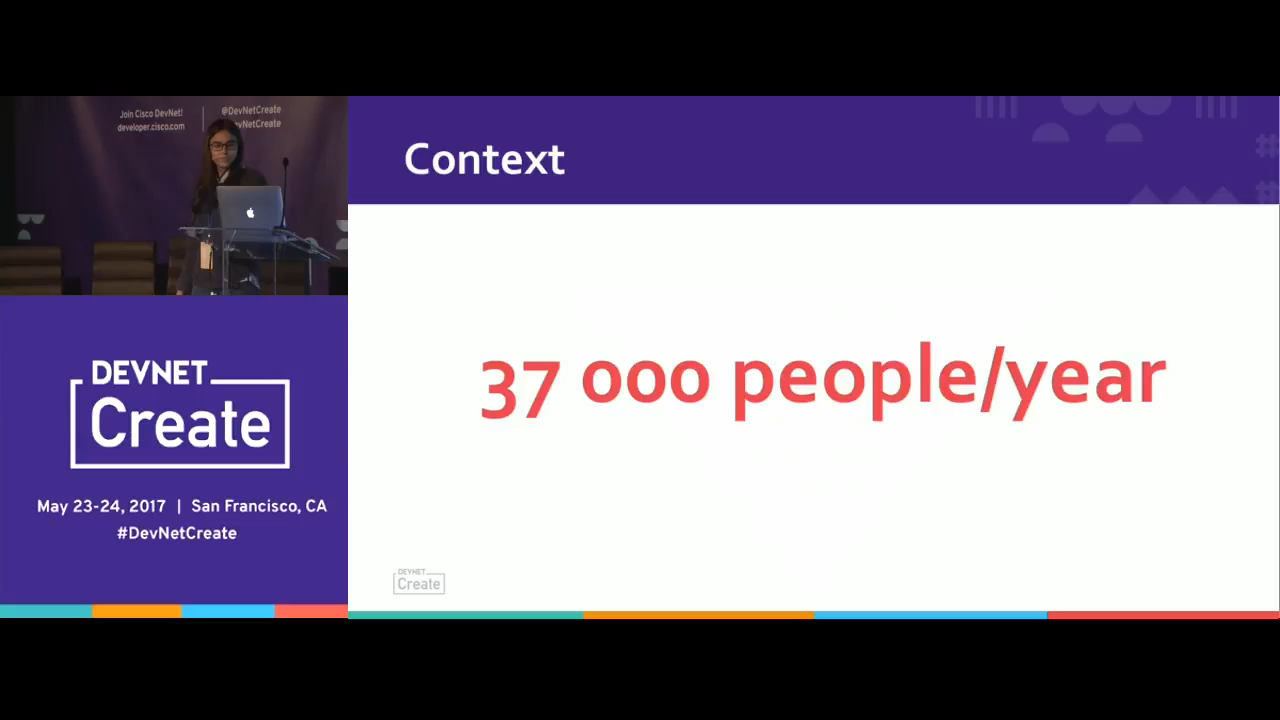 Join Cisco DevNet!
developer.cisco.com
@DevNetCreate
DevNetCreate
Context
37 000 people/year
DEVNET
Create
May 23-24, 2017 | San Francisco, CA
#DevNetCreate
DEVNET
Create